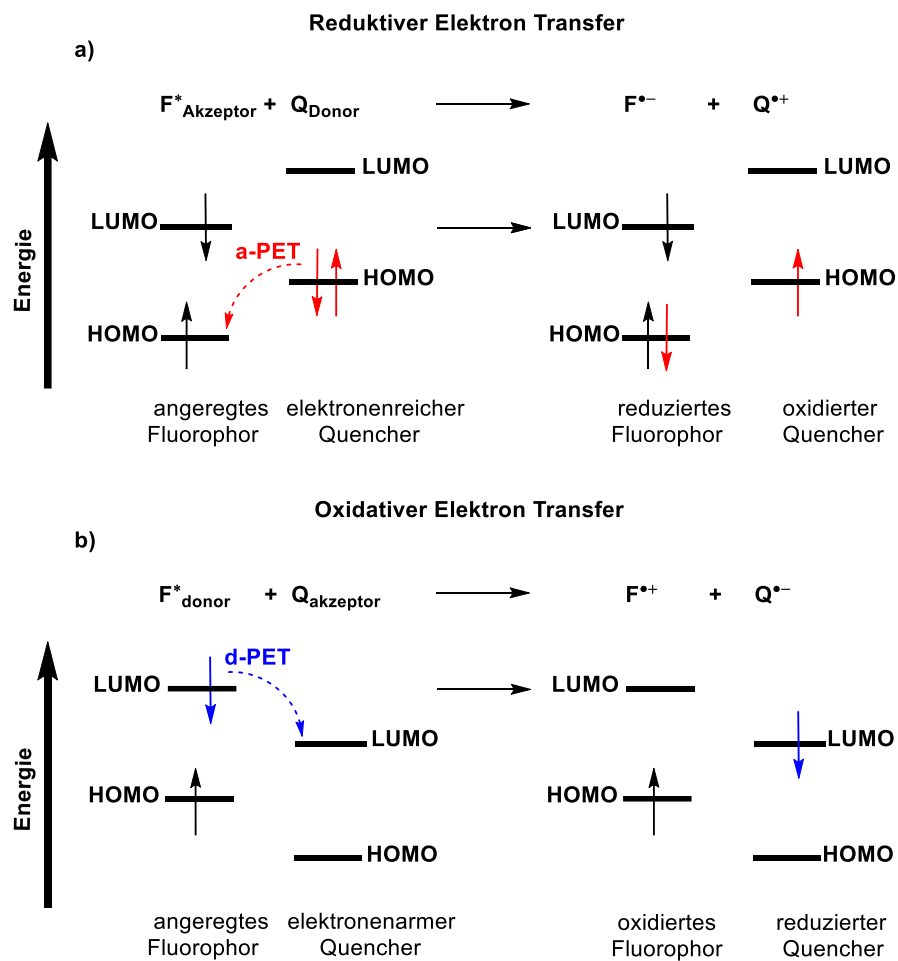 Reduktiver Elektron Transfer
a)
F*Akzeptor + QDonor F•− + Q•+
LUMO LUMO
LUMO LUMO
a-PET
HOMO HOMO
HOMO HOMO
Energie
angeregtes elektronenreicher reduziertes oxidierter
Fluorophor Quencher Fluorophor Quencher
Oxidativer Elektron Transfer
b)
F*donor + Qakzeptor F•+ + Q•−
d-PET
LUMO LUMO
LUMO LUMO
HOMO HOMO
HOMO HOMO
Energie
angeregtes elektronenarmer oxidiertes reduzierter
Fluorophor Quencher Fluorophor Quencher